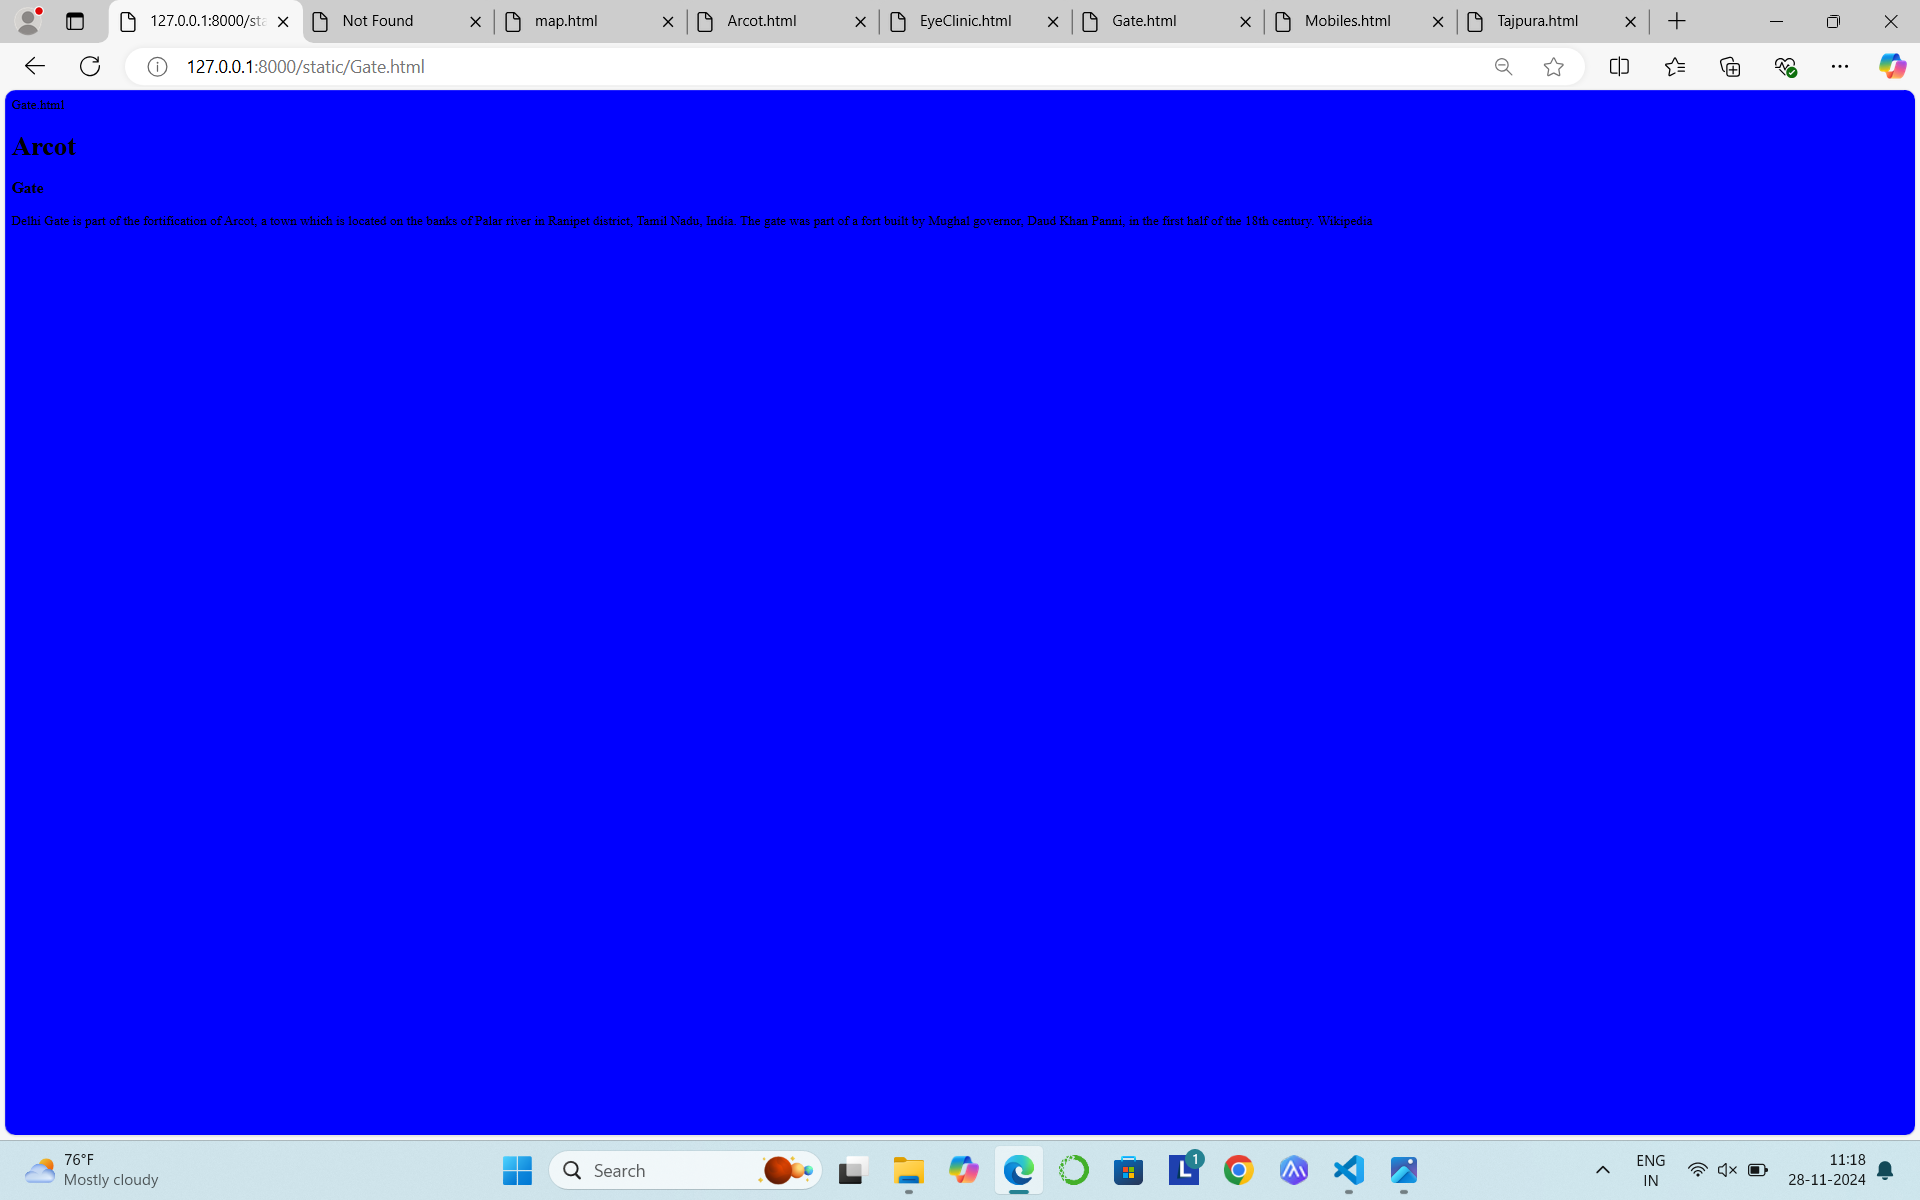 127.0.0.1:8000/sta
Not Found
map.html
Arcot.html
EyeClinic.html
Gate.html
Mobiles.html
Tajpura.html
127.0.0.1:8000/static/Gate.html
Gate.html
Arcot
Gate
Delhi Gate is part of the fortification of Arcot, a town which is located on the banks of Palar river in Ranipet district, Tamil Nadu, India. The gate was part of a fort built by Mughal governor, Daud Khan Panni, in the first half of the 18th century. Wikipedia
76°F
Mostly cloudy
Search
L
1
ENG
IN
11:18
28-11-2024